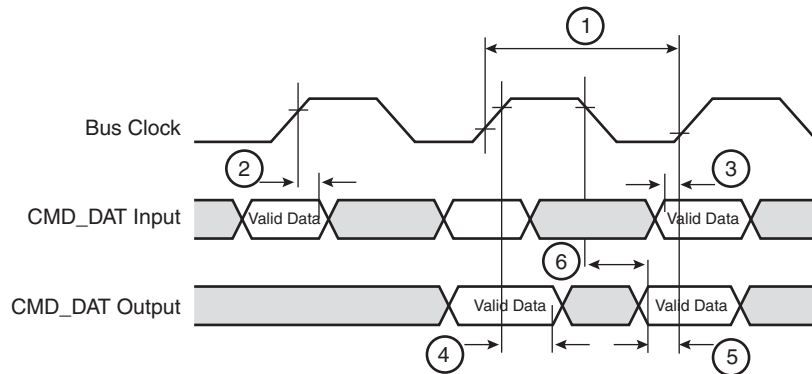 1
Bus Clock
2
3
CMD_DAT Input
Valid Data
Valid Data
6
CMD_DAT Output
Valid Data
Valid Data
4
5